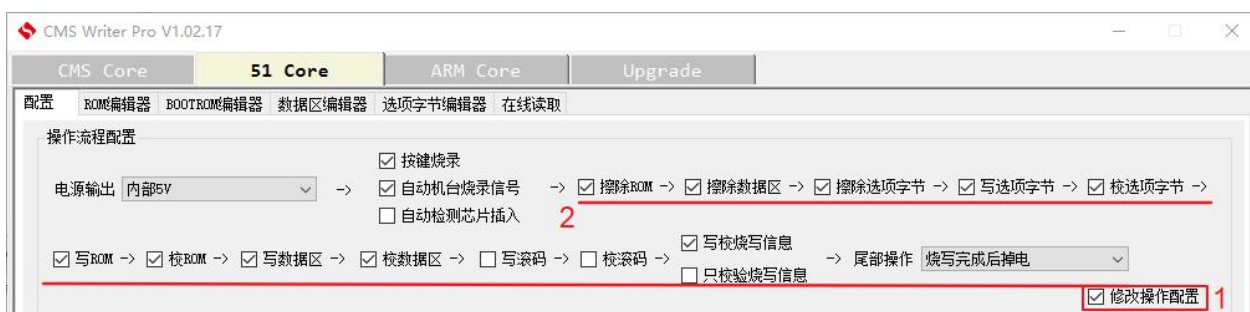 CMS Writer Pro V1.02.17
CMS Core 51 Core ARM Core Upgrade
配置 ROM编辑器 BOOTROM编辑器 数据区编辑器 选项字节编辑器 在线读取
操作流程配置
按键烧录
电源输出 内部5V -> 自动机台烧录信号 -> 擦除ROM -> 擦除数据区 -> 擦除选项字节 -> 写选项字节 -> 校选项字节 ->
自动检测芯片插入 2
写校烧写信息
写ROM -> 校ROM -> 写数据区 -> 校数据区 -> 写滚码 -> 校滚码 -> -> 尾部操作 烧写完成后掉电
只校验烧写信息
修改操作配置 1